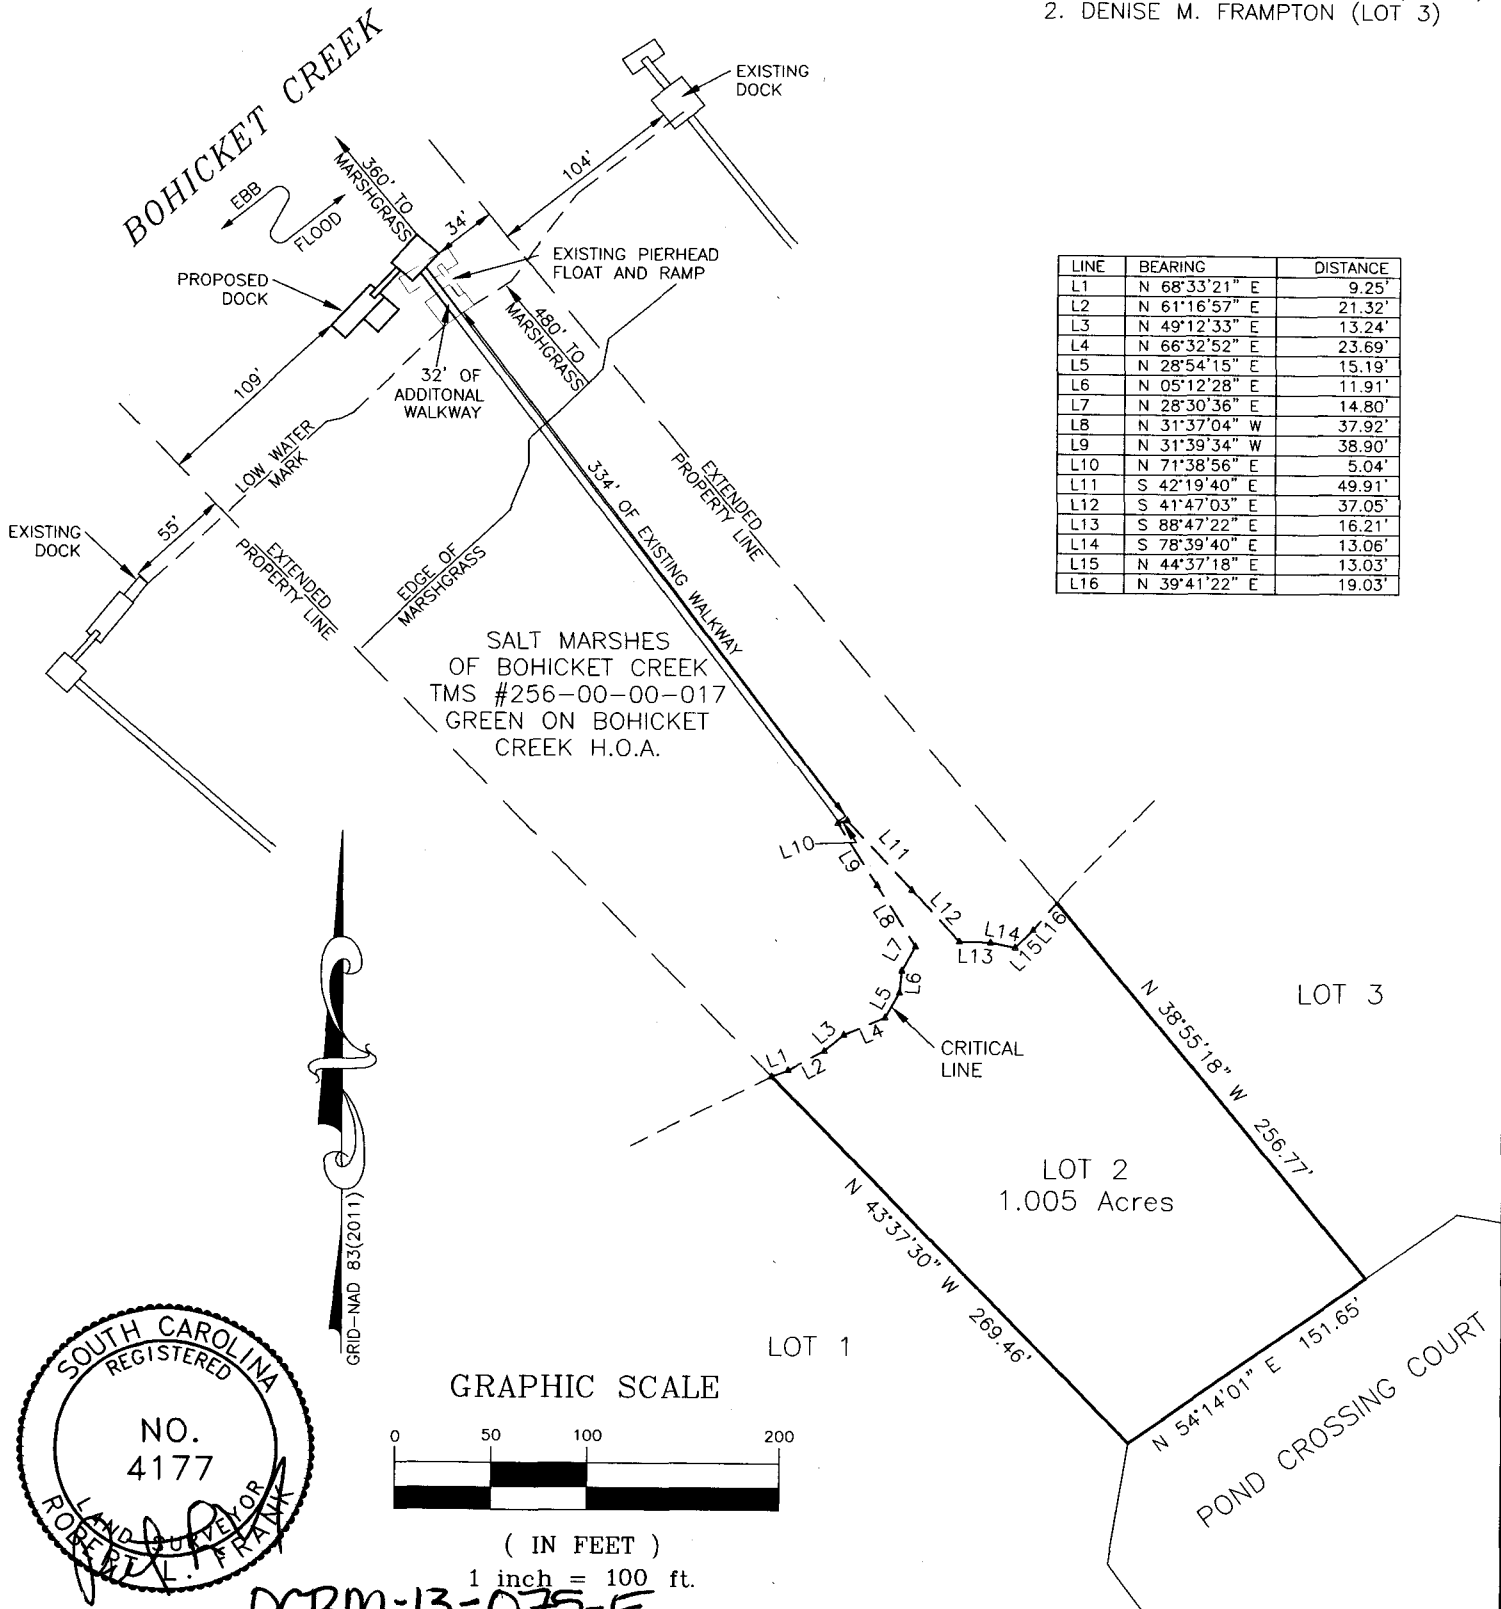 2. DENISE M. FRAMPTON (LOT 3)
BOHICKET CREEK
EXISTING
DOCK
104'
360' TO
MARSHGRASS
EBB
FLOOD
34'
PROPOSED
DOCK
EXISTING PIERHEAD
FLOAT AND RAMP
480' TO
MARSHGRASS
109'
32' OF
ADDITONAL
WALKWAY
LOW WATER
MARK
EXISTING
DOCK
55'
EXTENDED
PROPERTY LINE
EDGE OF
MARSHGRASS
334' OF EXISTING WALKWAY
EXTENDED
PROPERTY LINE
LINE BEARING DISTANCE
L1 N 68°33'21" E 9.25'
L2 N 61°16'57" E 21.32'
L3 N 49°12'33" E 13.24'
L4 N 66°32'52" E 23.69'
L5 N 28°54'15" E 15.19'
L6 N 05°12'28" E 11.91'
L7 N 28°30'36" E 14.80'
L8 N 31°37'04" W 37.92'
L9 N 31°39'34" W 38.90'
L10 N 71°38'56" E 5.04'
L11 S 42°19'40" E 49.91'
L12 S 41°47'03" E 37.05'
L13 S 88°47'22" E 16.21'
L14 S 78°39'40" E 13.06'
L15 N 44°37'18" E 13.03'
L16 N 39°41'22" E 19.03'
SALT MARSHES
OF BOHICKET CREEK
TMS #256-00-00-017
GREEN ON BOHICKET
CREEK H.O.A.
L10
L9
L11
L8
L12
L7
L13
L14
L15
L16
L6
L5
L4
L3
L2
L1
CRITICAL
LINE
LOT 3
N 38°55'18" W 256.77'
LOT 2
1.005 Acres
N 43°37'30" W 269.46'
LOT 1
N 54°14'01" E 151.65'
POND CROSSING COURT
GRID-NAD 83(2011)
SOUTH CAROLINA
REGISTERED
NO.
4177
LAND SURVEYOR
ROBERT L. FRANK
GRAPHIC SCALE
0 50 100 200
( IN FEET )
1 inch = 100 ft.
OCRM-13-075-E